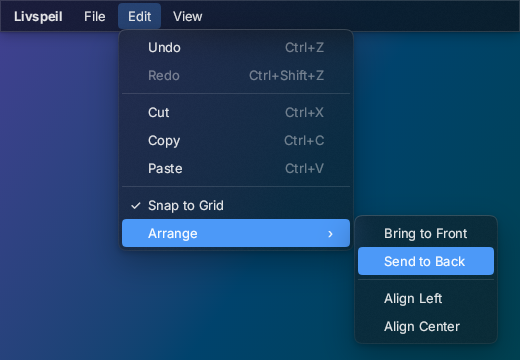 Livspeil File Edit View
Undo Ctrl+Z
Redo Ctrl+Shift+Z
Cut Ctrl+X
Copy Ctrl+C
Paste Ctrl+V
Snap to Grid
Arrange
Bring to Front
Send to Back
Align Left
Align Center